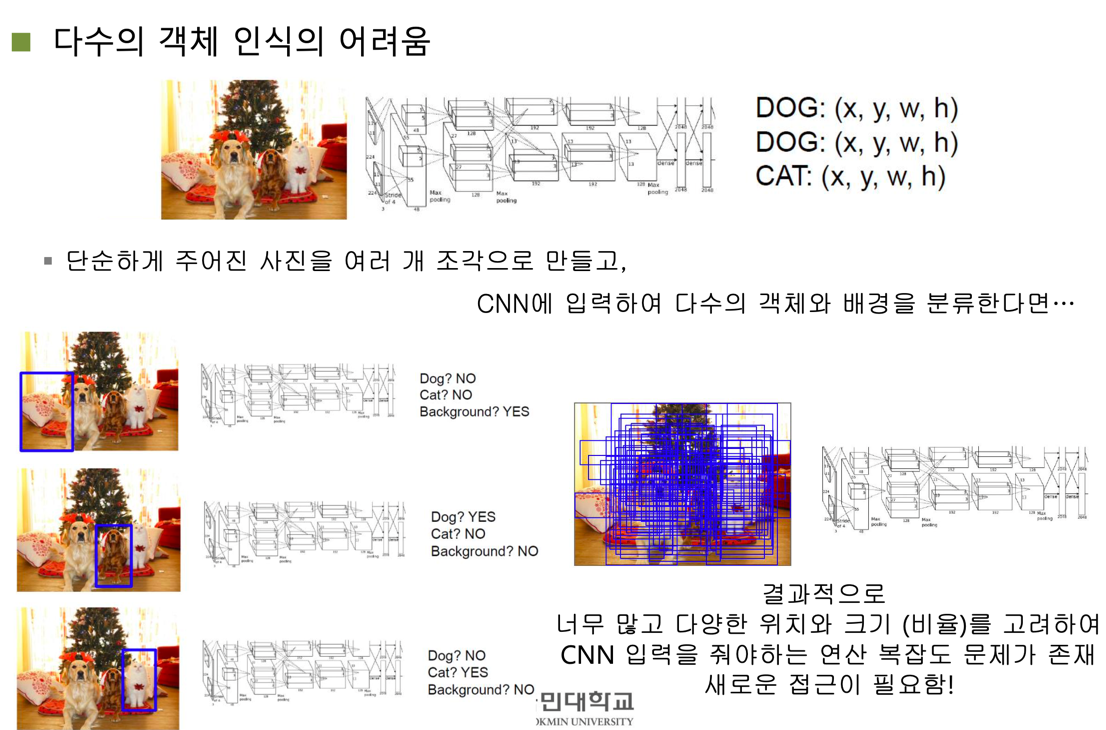 다수의 객체 인식의 어려움
DOG: (x, y, w, h)
DOG: (x, y, w, h)
CAT: (x, y, w, h)
단순하게 주어진 사진을 여러 개 조각으로 만들고,
CNN에 입력하여 다수의 객체와 배경을 분류한다면…
Dog? NO
Cat? NO
Background? YES
Dog? YES
Cat? NO
Background? NO
Dog? NO
Cat? YES
Background? NO
결과적으로
너무 많고 다양한 위치와 크기 (비율)를 고려하여
CNN 입력을 줘야하는 연산 복잡도 문제가 존재
새로운 접근이 필요함!
민대학교
OKMIN UNIVERSITY